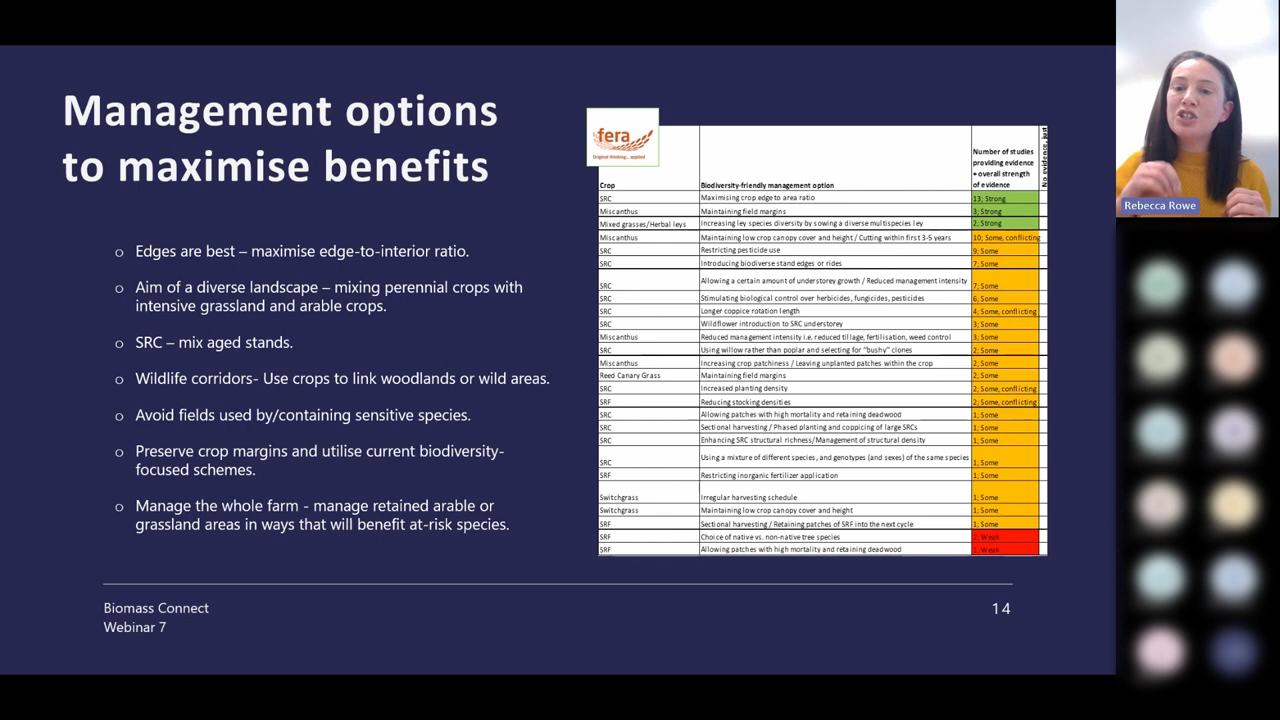 Management options
to maximise benefits
o Edges are best – maximise edge-to-interior ratio.
o Aim of a diverse landscape – mixing perennial crops with
intensive grassland and arable crops.
o SRC – mix aged stands.
o Wildlife corridors- Use crops to link woodlands or wild areas.
o Avoid fields used by/containing sensitive species.
o Preserve crop margins and utilise current biodiversity-
focused schemes.
o Manage the whole farm - manage retained arable or
grassland areas in ways that will benefit at-risk species.
fera
Original thinking... applied
Crop Biodiversity-friendly management option Number of studies
providing evidence
+ overall strength
of evidence
No evidence, just
SRC Maximising crop edge to area ratio 13; Strong
Miscanthus Maintaining field margins 3; Strong
Mixed grasses/Herbal leys Increasing ley species diversity by sowing a diverse multispecies ley 2; Strong
Miscanthus Maintaining low crop canopy cover and height / Cutting within first 3-5 years 10; Some, conflicting
SRC Restricting pesticide use 9; Some
SRC Introducing biodiverse stand edges or rides 7; Some
SRC Allowing a certain amount of understorey growth / Reduced management intensity 7; Some
SRC Stimulating biological control over herbicides, fungicides, pesticides 6; Some
SRC Longer coppice rotation length 4; Some, conflicting
SRC Wildflower introduction to SRC understorey 3; Some
Miscanthus Reduced management intensity i.e. reduced tillage, fertilisation, weed control 3; Some
SRC Using willow rather than poplar and selecting for "bushy" clones 2; Some
Miscanthus Increasing crop patchiness / Leaving unplanted patches within the crop 2; Some
Reed Canary Grass Maintaining field margins 2; Some
SRC Increased planting density 2; Some, conflicting
SRF Reducing stocking densities 2; Some, conflicting
SRC Allowing patches with high mortality and retaining deadwood 1; Some
SRC Sectional harvesting / Phased planting and coppicing of large SRCs 1; Some
SRC Enhancing SRC structural richness/Management of structural density 1; Some
SRC Using a mixture of different species, and genotypes (and sexes) of the same species 1; Some
SRF Restricting inorganic fertilizer application 1; Some
Switchgrass Irregular harvesting schedule 1; Some
Switchgrass Maintaining low crop canopy cover and height 1; Some
SRF Sectional harvesting / Retaining patches of SRF into the next cycle 1; Some
SRF Choice of native vs. non-native tree species 2; Weak
SRF Allowing patches with high mortality and retaining deadwood 1; Weak
Biomass Connect
Webinar 7
14
Rebecca Rowe